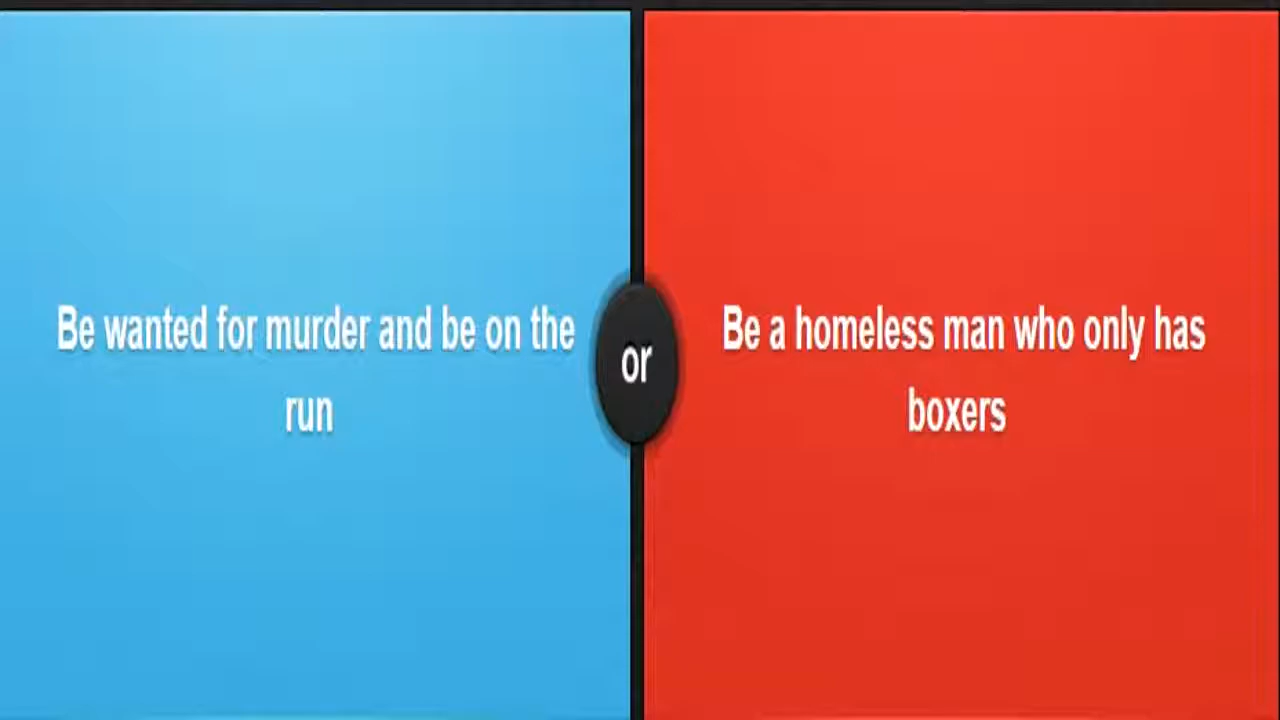 Be wanted for murder and be on the
run
or
Be a homeless man who only has
boxers